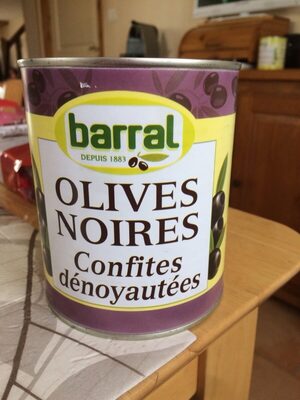 barral
DEPUIS 1883
OLIVES
NOIRES
Confites
dénoyautées